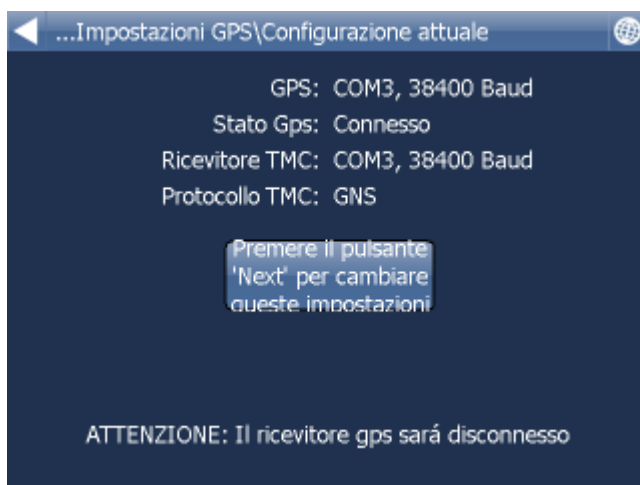 ...Impostazioni GPS\Configurazione attuale
GPS: COM3, 38400 Baud
Stato Gps: Connesso
Ricevitore TMC: COM3, 38400 Baud
Protocollo TMC: GNS
Premere il pulsante
'Next' per cambiare
queste impostazioni
ATTENZIONE: Il ricevitore gps sará disconnesso